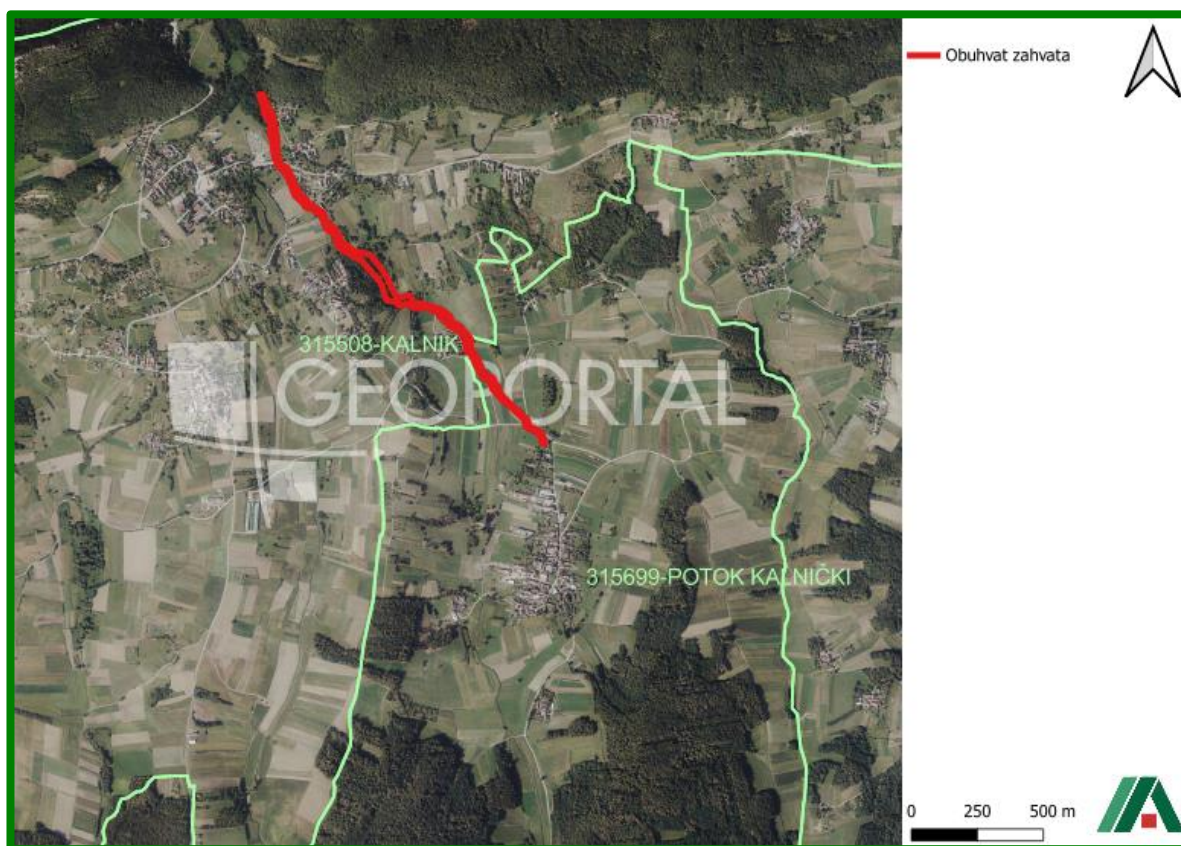 Obuhvat zahvata
315508-KALNIK
GEOPORTAL
315699-POTOK KALNIČKI
0 250 500 m